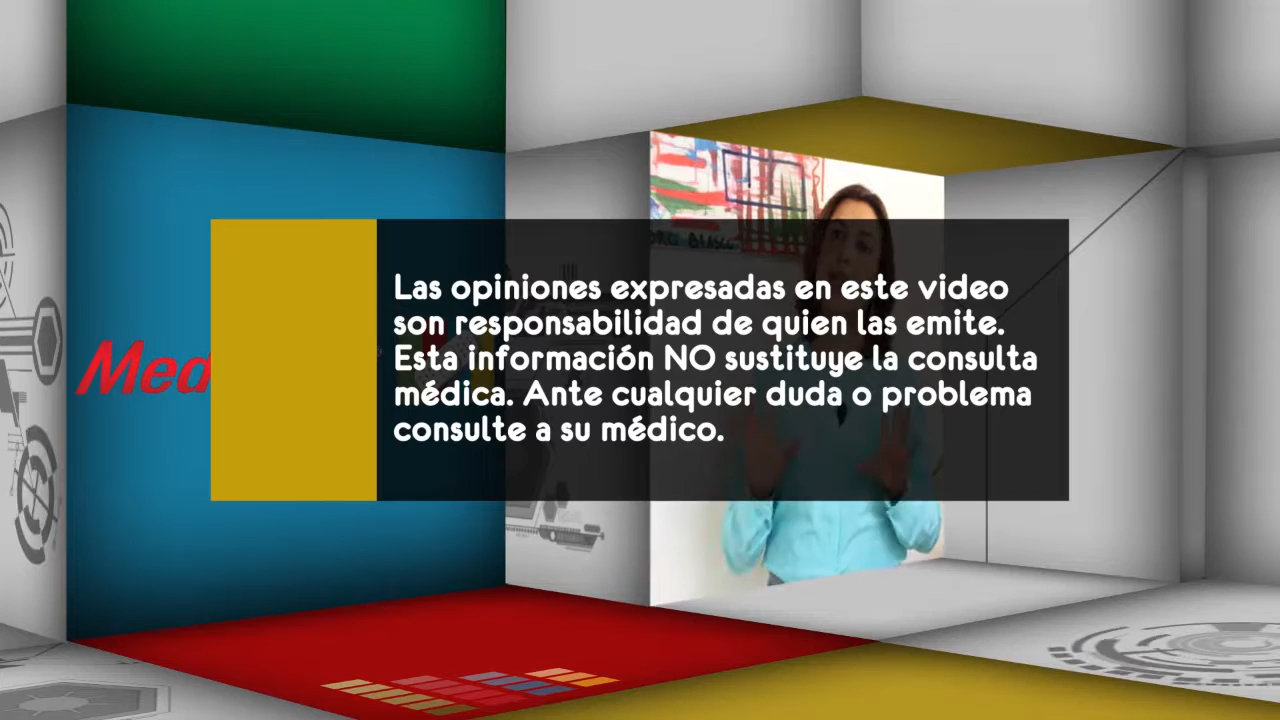 Las opiniones expresadas en este video
son responsabilidad de quien las emite.
Esta información NO sustituye la consulta
médica. Ante cualquier duda o problema
consulte a su médico.
Med